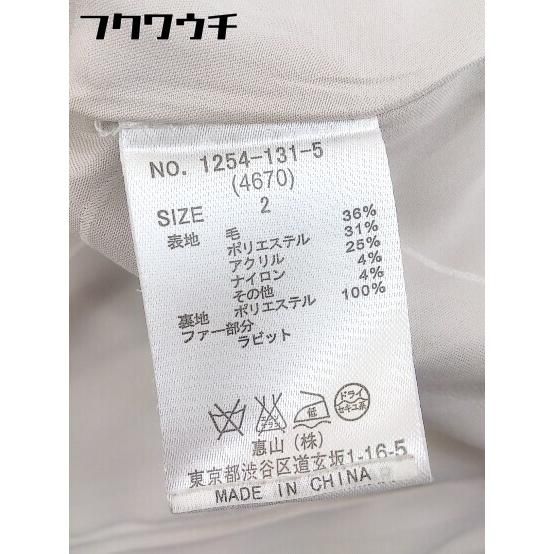 フクワウチ
NO. 1254-131-5
(4670)
SIZE 2
表地 毛 36%
ポリエステル 31%
アクリル 25%
ナイロン 4%
その他 4%
裏地 ポリエステル 100%
ファー部分
ラビット
低
ドライ
セキユ系
惠山 (株)
東京都渋谷区道玄坂1-16-5
MADE IN CHINA